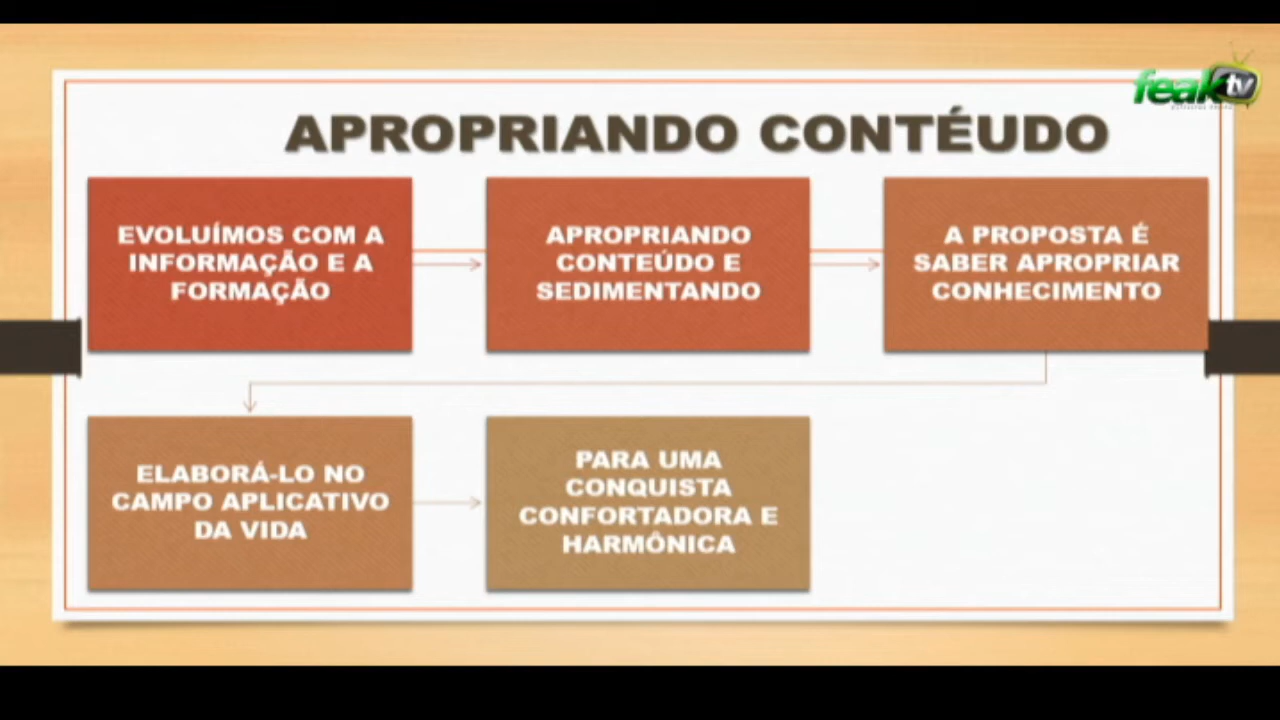 feak tv
APROPRIANDO CONTÉUDO
EVOLUÍMOS COM A
INFORMAÇÃO E A
FORMAÇÃO
APROPRIANDO
CONTEÚDO E
SEDIMENTANDO
A PROPOSTA É
SABER APROPRIAR
CONHECIMENTO
ELABORÁ-LO NO
CAMPO APLICATIVO
DA VIDA
PARA UMA
CONQUISTA
CONFORTADORA E
HARMÔNICA